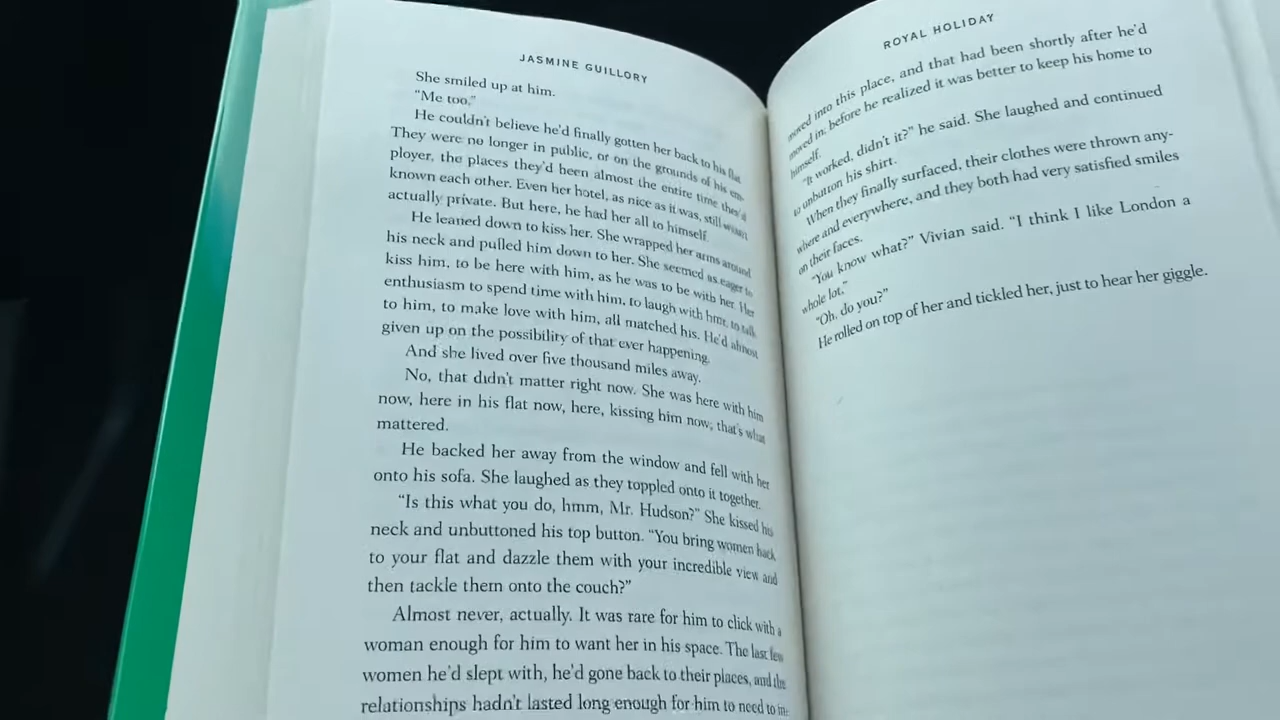 JASMINE GUILLORY
She smiled up at him.
"Me too."
He couldn't believe he'd finally gotten her back to his flat.
They were no longer in public, or on the grounds of his em-
ployer, the places they'd been almost the entire time they'd
known each other. Even her hotel, as nice as it was, still wasn't
actually private. But here, he had her all to himself.
He leaned down to kiss her. She wrapped her arms around
his neck and pulled him down to her. She seemed as eager to
kiss him, to be here with him, as he was to be with her. Her
enthusiasm to spend time with him, to laugh with him, to talk
to him, to make love with him, all matched his. He'd almost
given up on the possibility of that ever happening.
And she lived over five thousand miles away.
No, that didn't matter right now. She was here with him
now, here in his flat now, here, kissing him now; that's what
mattered.
He backed her away from the window and fell with her
onto his sofa. She laughed as they toppled onto it together.
"Is this what you do, hmm, Mr. Hudson?" She kissed his
neck and unbuttoned his top button. "You bring women back
to your flat and dazzle them with your incredible view and
then tackle them onto the couch?"
Almost never, actually. It was rare for him to click with a
woman enough for him to want her in his space. The last few
women he'd slept with, he'd gone back to their places, and the
relationships hadn't lasted long enough for him to need to in-
ROYAL HOLIDAY
moved into this place, and that had been shortly after he'd
moved in, before he realized it was better to keep his home to
himself.
"It worked, didn't it?" he said. She laughed and continued
to unbutton his shirt.
When they finally surfaced, their clothes were thrown any-
where and everywhere, and they both had very satisfied smiles
on their faces.
"You know what?" Vivian said. "I think I like London a
whole lot."
"Oh, do you?"
He rolled on top of her and tickled her, just to hear her giggle.